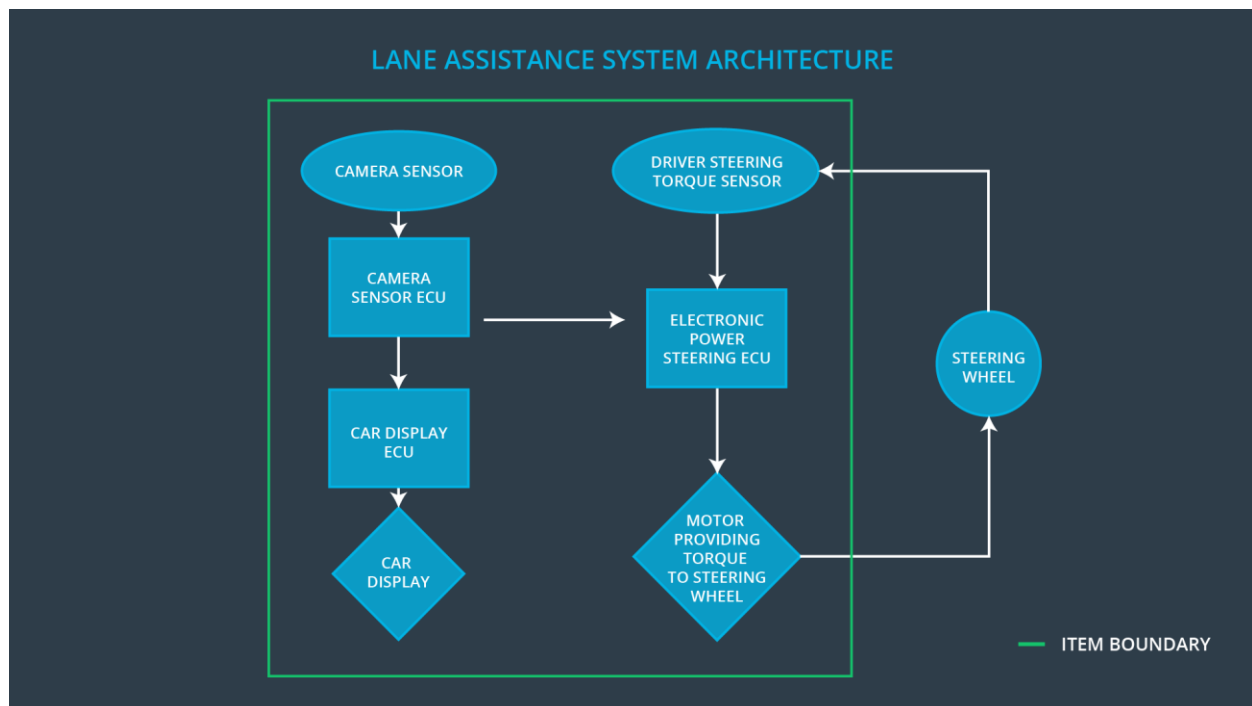 LANE ASSISTANCE SYSTEM ARCHITECTURE
CAMERA SENSOR
CAMERA
SENSOR ECU
CAR DISPLAY
ECU
CAR
DISPLAY
DRIVER STEERING
TORQUE SENSOR
ELECTRONIC
POWER
STEERING ECU
MOTOR
PROVIDING
TORQUE
TO STEERING
WHEEL
STEERING
WHEEL
ITEM BOUNDARY